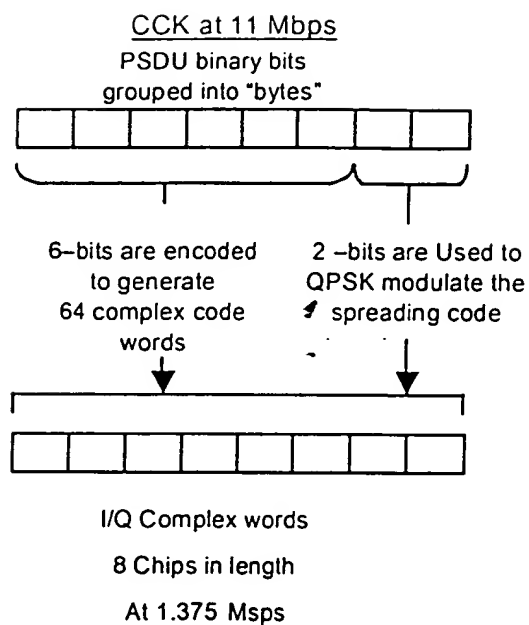 CCK at 11 Mbps
PSDU binary bits
grouped into "bytes"
6-bits are encoded
to generate
64 complex code
words
2 -bits are Used to
QPSK modulate the
spreading code
I/Q Complex words
8 Chips in length
At 1.375 Msps